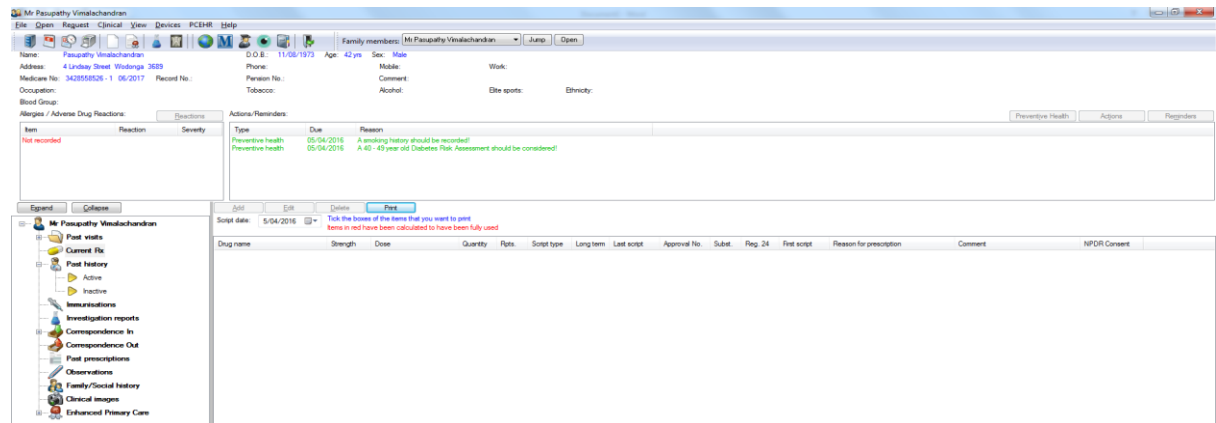 Mr Pasupathy Vimalachandran
File Open Request Clinical View Devices PCEHR Help
Family members: Mr Pasupathy Vimalachandran Jump Open
Name: Pasupathy Vimalachandran D.O.B.: 11/08/1973 Age: 42 yrs Sex: Male
Address: 4 Lindsay Street Wodonga 3689 Phone: Mobile: Work:
Medicare No: 3428558526 - 1 06/2017 Record No.: Pension No.: Comment:
Occupation: Tobacco: Alcohol: Elite sports: Ethnicity:
Blood Group:
Allergies / Adverse Drug Reactions: Reactions Actions/Reminders: Preventive Health Actions Reminders
Item Reaction Severity Type Due Reason
Not recorded Preventive health 05/04/2016 A smoking history should be recorded!
Preventive health 05/04/2016 A 40 - 49 year old Diabetes Risk Assessment should be considered!
Expand Collapse Add Edit Delete Print
Mr Pasupathy Vimalachandran
Past visits
Current Rx
Past history
Active
Inactive
Immunisations
Investigation reports
Correspondence In
Correspondence Out
Past prescriptions
Observations
Family/Social history
Clinical images
Enhanced Primary Care
Script date: 5/04/2016 Tick the boxes of the items that you want to print
Items in red have been calculated to have been fully used
Drug name Strength Dose Quantity Rpts. Script type Long term Last script Approval No. Subst. Reg. 24 First script Reason for prescription Comment NPDR Consent